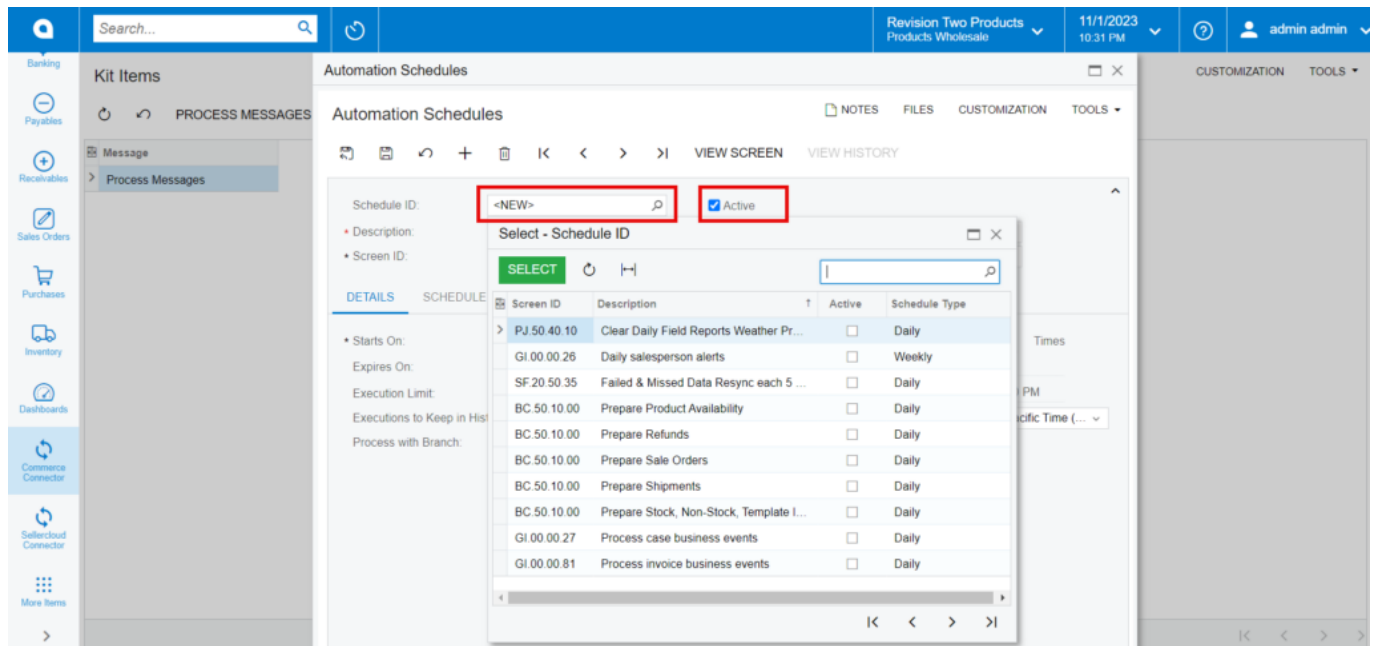 Search...
Revision Two Products
Products Wholesale
11/1/2023
10:31 PM
admin admin
Banking
Payables
Receivables
Sales Orders
Purchases
Inventory
Dashboards
Commerce
Connector
Sellercloud
Connector
More Items
Kit Items
PROCESS MESSAGES
Message
Process Messages
CUSTOMIZATION TOOLS
Automation Schedules
Automation Schedules
NOTES FILES CUSTOMIZATION TOOLS
VIEW SCREEN VIEW HISTORY
Schedule ID: <NEW> Active
Description:
Screen ID:
DETAILS SCHEDULE
Starts On:
Expires On:
Execution Limit:
Executions to Keep in Hist
Process with Branch:
Times
PM
cific Time (...
Select - Schedule ID
SELECT
Screen ID Description Active Schedule Type
PJ.50.40.10 Clear Daily Field Reports Weather Pr... Daily
GI.00.00.26 Daily salesperson alerts Weekly
SF.20.50.35 Failed & Missed Data Resync each 5 ... Daily
BC.50.10.00 Prepare Product Availability Daily
BC.50.10.00 Prepare Refunds Daily
BC.50.10.00 Prepare Sale Orders Daily
BC.50.10.00 Prepare Shipments Daily
BC.50.10.00 Prepare Stock, Non-Stock, Template I... Daily
GI.00.00.27 Process case business events Daily
GI.00.00.81 Process invoice business events Daily